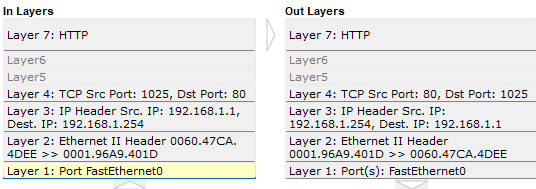 In Layers
Layer 7: HTTP
Layer6
Layer5
Layer 4: TCP Src Port: 1025, Dst Port: 80
Layer 3: IP Header Src. IP: 192.168.1.1,
Dest. IP: 192.168.1.254
Layer 2: Ethernet II Header 0060.47CA.
4DEE >> 0001.96A9.401D
Layer 1: Port FastEthernet0
Out Layers
Layer 7: HTTP
Layer6
Layer5
Layer 4: TCP Src Port: 80, Dst Port: 1025
Layer 3: IP Header Src. IP:
192.168.1.254, Dest. IP: 192.168.1.1
Layer 2: Ethernet II Header
0001.96A9.401D >> 0060.47CA.4DEE
Layer 1: Port(s): FastEthernet0